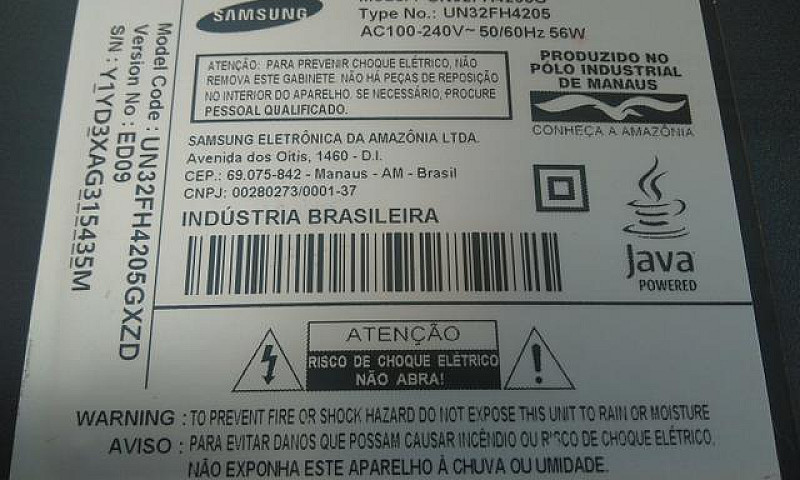 SAMSUNG
Type No.: UN32FH4205
AC100-240V~ 50/60Hz 56W
ATENÇÃO: PARA PREVENIR CHOQUE ELÉTRICO, NÃO
REMOVA ESTE GABINETE. NÃO HÁ PEÇAS DE REPOSIÇÃO
NO INTERIOR DO APARELHO. SE NECESSÁRIO, PROCURE
PESSOAL QUALIFICADO.
PRODUZIDO NO
PÓLO INDUSTRIAL
DE MANAUS
CONHEÇA A AMAZÔNIA
SAMSUNG ELETRÔNICA DA AMAZÔNIA LTDA.
Avenida dos Oitis, 1460 - D.I.
CEP.: 69.075-842 - Manaus - AM - Brasil
CNPJ: 00280273/0001-37
INDÚSTRIA BRASILEIRA
Java
POWERED
Model Code : UN32FH4205GXZD
Version No : ED09
S/N : Y1YD3XAG315435M
ATENÇÃO
RISCO DE CHOQUE ELÉTRICO
NÃO ABRA!
WARNING : TO PREVENT FIRE OR SHOCK HAZARD DO NOT EXPOSE THIS UNIT TO RAIN OR MOISTURE
AVISO : PARA EVITAR DANOS QUE POSSAM CAUSAR INCÊNDIO OU RISCO DE CHOQUE ELÉTRICO,
NÃO EXPONHA ESTE APARELHO À CHUVA OU UMIDADE.